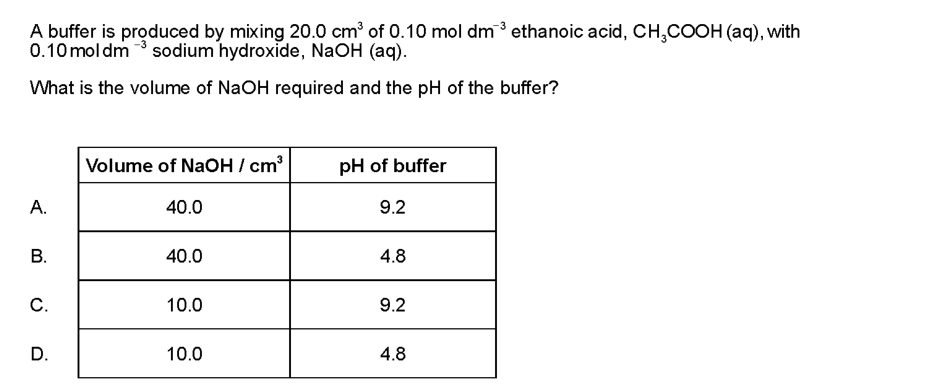 A buffer is produced by mixing 20.0 cm³ of 0.10 mol dm⁻³ ethanoic acid, CH₃COOH (aq), with
0.10 mol dm ⁻³ sodium hydroxide, NaOH (aq).
What is the volume of NaOH required and the pH of the buffer?
Volume of NaOH / cm³ pH of buffer
A. 40.0 9.2
B. 40.0 4.8
C. 10.0 9.2
D. 10.0 4.8